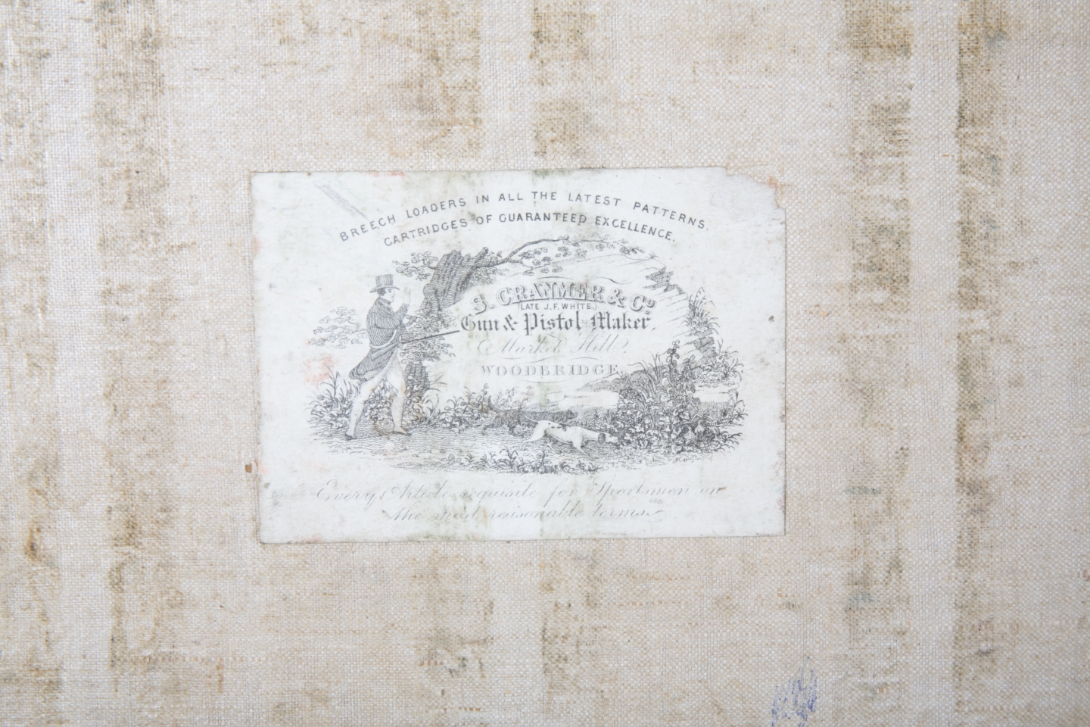 BREECH LOADERS IN ALL THE LATEST PATTERNS.
CARTRIDGES OF GUARANTEED EXCELLENCE.
S. CRANMER & Co.
(LATE J.F. WHITE.)
Gun & Pistol Maker,
Market Hill,
WOODBRIDGE.
Every Article requisite for Sportsmen on
the most reasonable terms.